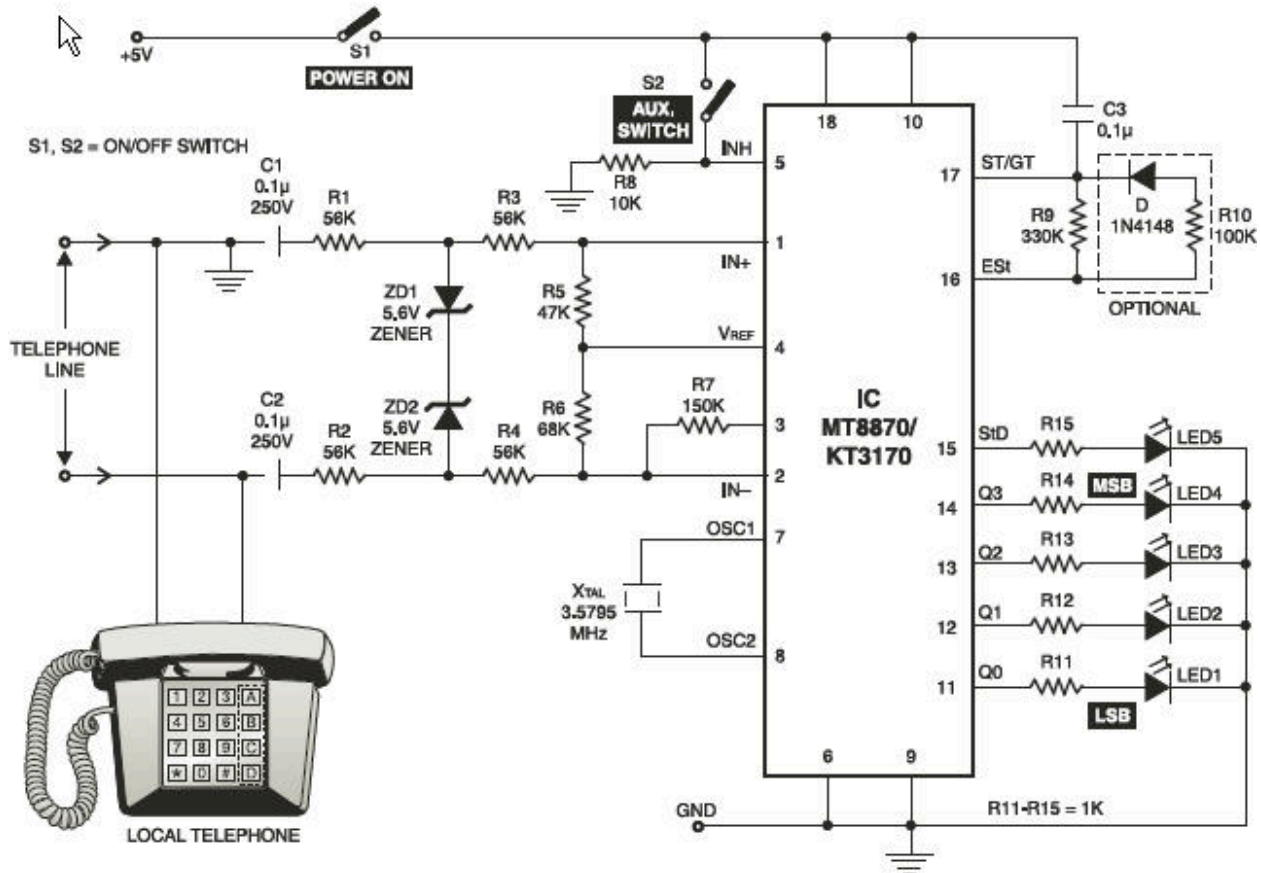 +5V
S1
POWER ON
S2
AUX.
SWITCH
S1, S2 = ON/OFF SWITCH
18
10
C3
0.1µ
INH
5
R8
10K
C1
0.1µ
250V
R1
56K
R3
56K
17
ST/GT
D
1N4148
R9
330K
R10
100K
16
ESt
OPTIONAL
1
IN+
ZD1
5.6V
ZENER
R5
47K
VREF
4
TELEPHONE
LINE
C2
0.1µ
250V
R2
56K
ZD2
5.6V
ZENER
R4
56K
R6
68K
R7
150K
3
2
IN–
IC
MT8870/
KT3170
15
StD
R15
LED5
14
Q3
R14
MSB
LED4
13
Q2
R13
LED3
12
Q1
R12
LED2
11
Q0
R11
LED1
LSB
OSC1
7
XTAL
3.5795
MHz
OSC2
8
1 2 3 A
4 5 6 B
7 8 9 C
* 0 # D
LOCAL TELEPHONE
6
9
GND
R11-R15 = 1K